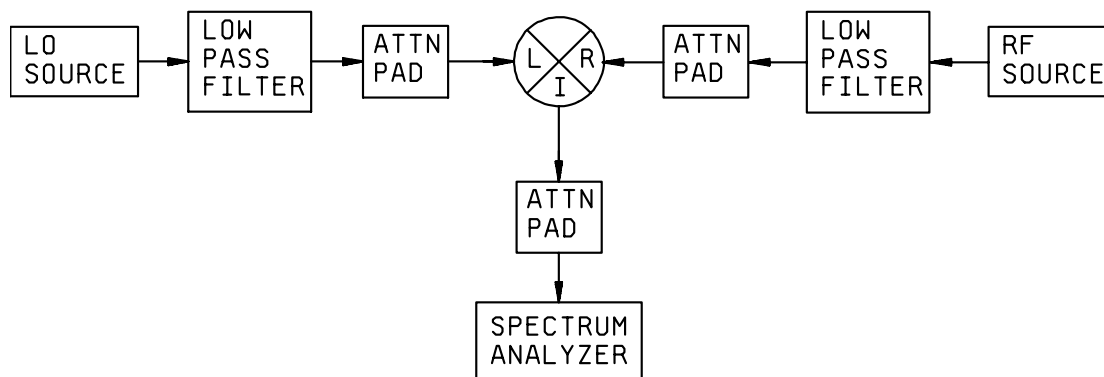 LO
SOURCE
LOW
PASS
FILTER
ATTN
PAD
L
R
I
ATTN
PAD
LOW
PASS
FILTER
RF
SOURCE
ATTN
PAD
SPECTRUM
ANALYZER